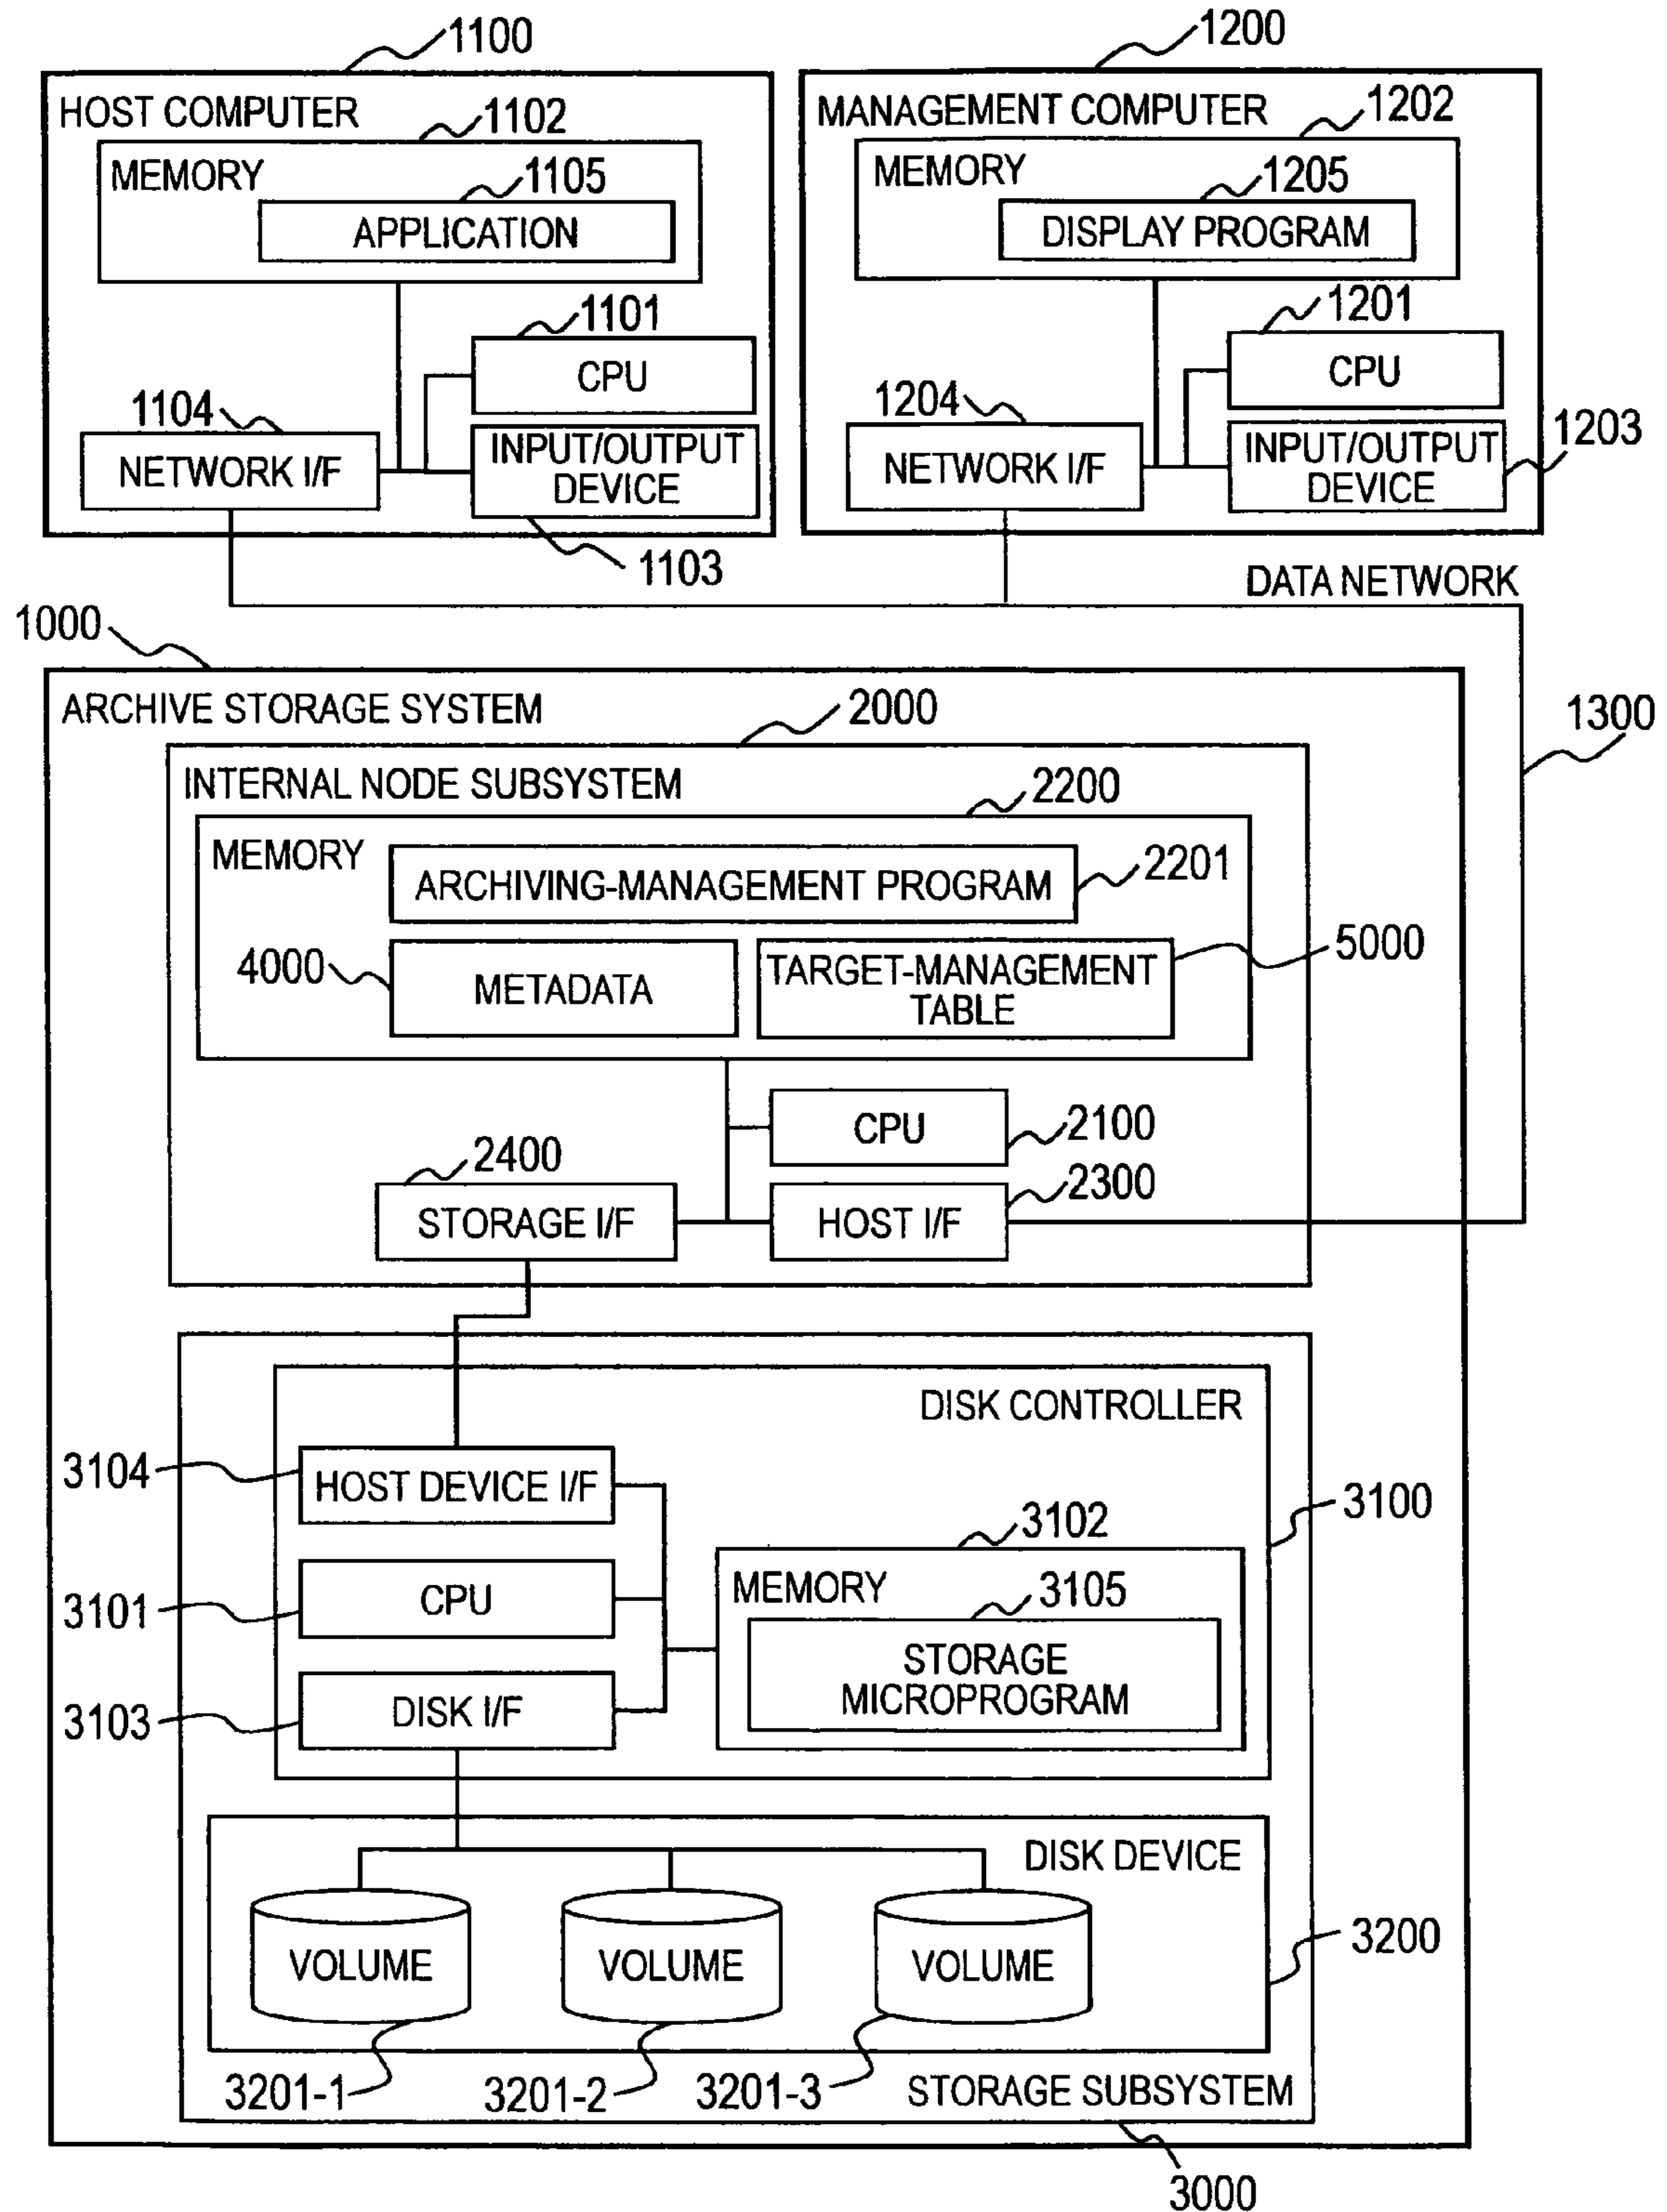 1100
HOST COMPUTER
1102
MEMORY
1105
APPLICATION
1101
CPU
1104
NETWORK I/F
INPUT/OUTPUT
DEVICE
1103
1200
MANAGEMENT COMPUTER
1202
MEMORY
1205
DISPLAY PROGRAM
1201
CPU
1204
NETWORK I/F
INPUT/OUTPUT
DEVICE
1203
DATA NETWORK
1300
1000
ARCHIVE STORAGE SYSTEM
2000
INTERNAL NODE SUBSYSTEM
2200
MEMORY
ARCHIVING-MANAGEMENT PROGRAM
2201
4000
METADATA
TARGET-MANAGEMENT
TABLE
5000
CPU
2100
2400
STORAGE I/F
HOST I/F
2300
DISK CONTROLLER
3104
HOST DEVICE I/F
3100
3102
MEMORY
3105
STORAGE
MICROPROGRAM
3101
CPU
3103
DISK I/F
DISK DEVICE
VOLUME
VOLUME
VOLUME
3200
3201-1
3201-2
3201-3
STORAGE SUBSYSTEM
3000